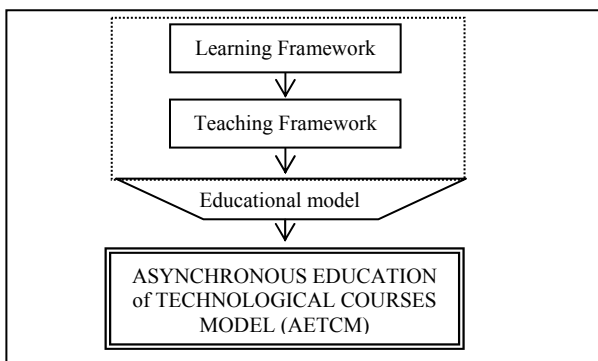 Learning Framework
Teaching Framework
Educational model
ASYNCHRONOUS EDUCATION
of TECHNOLOGICAL COURSES
MODEL (AETCM)